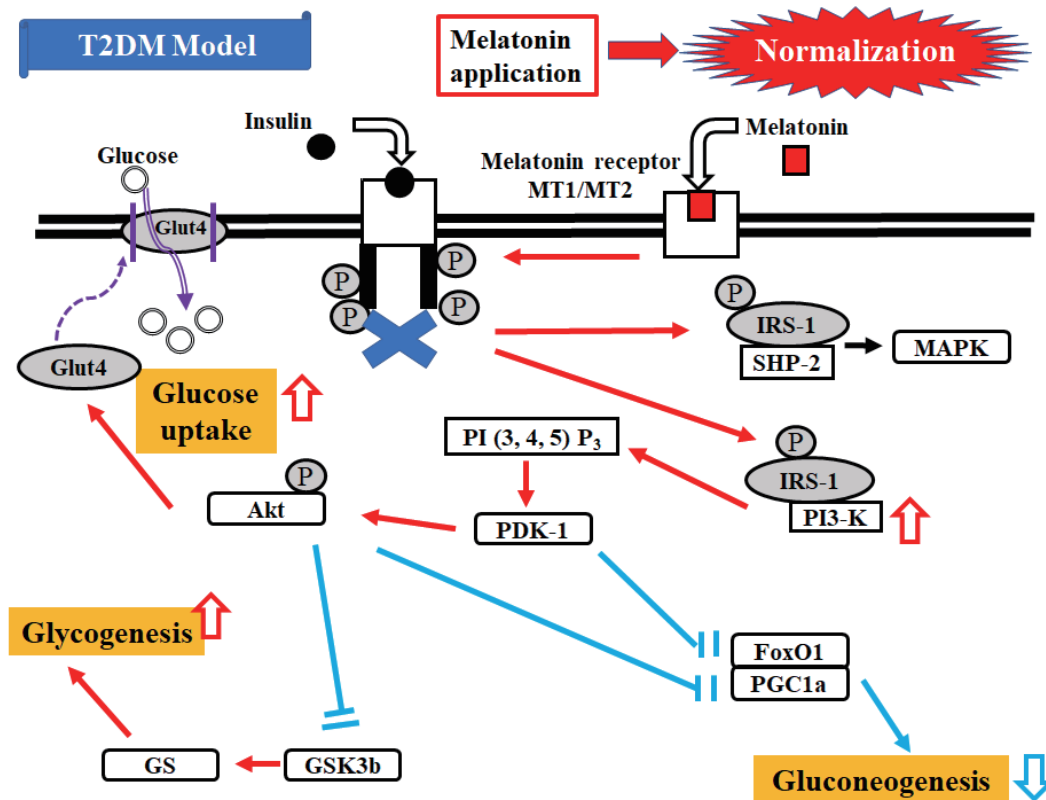 T2DM Model
Melatonin
application
Normalization
Insulin
Melatonin
Glucose
Melatonin receptor
MT1/MT2
Glut4
P
P
P
P
P
IRS-1
SHP-2
MAPK
Glut4
Glucose
uptake
PI (3, 4, 5) P₃
P
IRS-1
PI3-K
P
Akt
PDK-1
Glycogenesis
FoxO1
PGC1a
GS
GSK3b
Gluconeogenesis